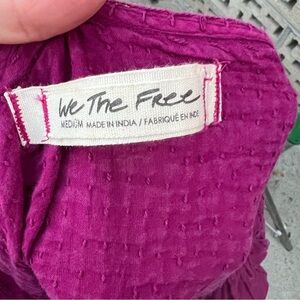 We The Free
MEDIUM MADE IN INDIA / FABRIQUÉ EN INDE